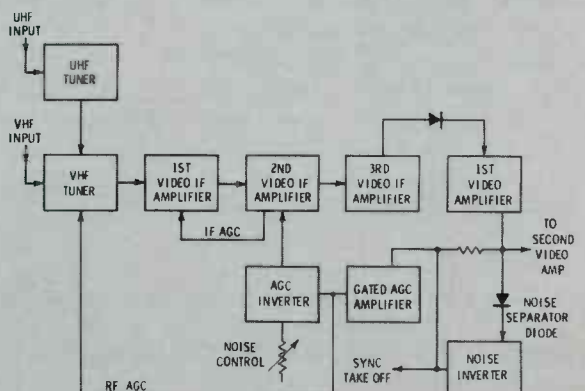 UHF
INPUT
UHF
TUNER
VHF
INPUT
VHF
TUNER
1ST
VIDEO IF
AMPLIFIER
2ND
VIDEO IF
AMPLIFIER
3RD
VIDEO IF
AMPLIFIER
1ST
VIDEO
AMPLIFIER
IF AGC
TO
SECOND
VIDEO
AMP
AGC
INVERTER
GATED AGC
AMPLIFIER
NOISE
SEPARATOR
DIODE
NOISE
CONTROL
SYNC
TAKE OFF
NOISE
INVERTER
RF AGC